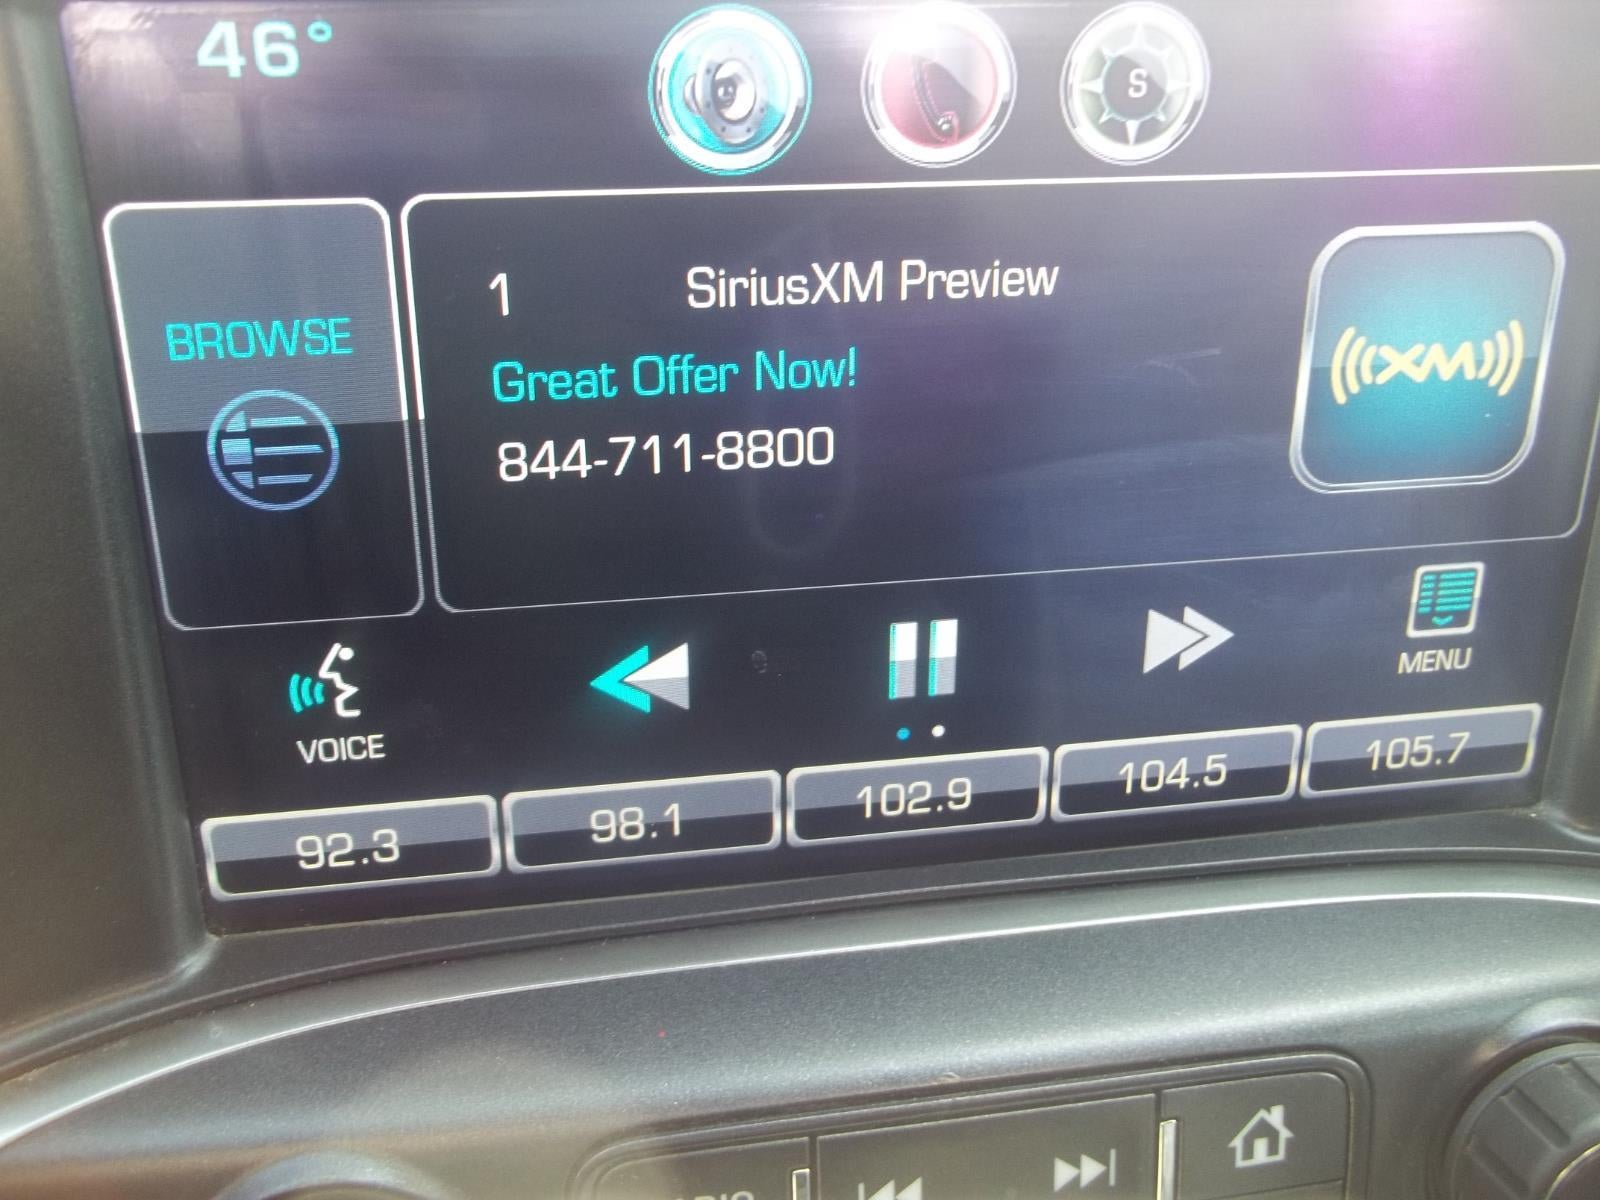 46°
S
1 SiriusXM Preview
BROWSE
Great Offer Now!
844-711-8800
XM
VOICE
MENU
92.3 98.1 102.9 104.5 105.7